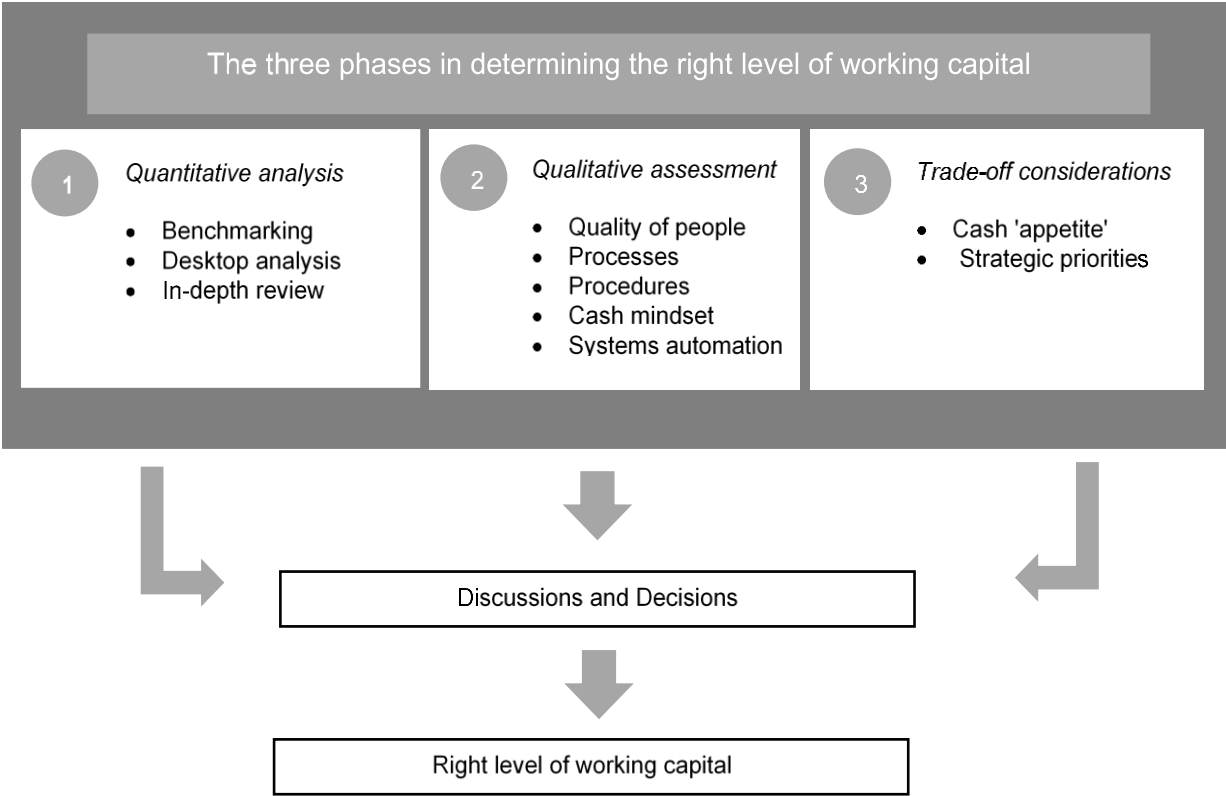 The three phases in determining the right level of working capital
1
Quantitative analysis
• Benchmarking
• Desktop analysis
• In-depth review
2
Qualitative assessment
• Quality of people
• Processes
• Procedures
• Cash mindset
• Systems automation
3
Trade-off considerations
• Cash 'appetite'
• Strategic priorities
Discussions and Decisions
Right level of working capital